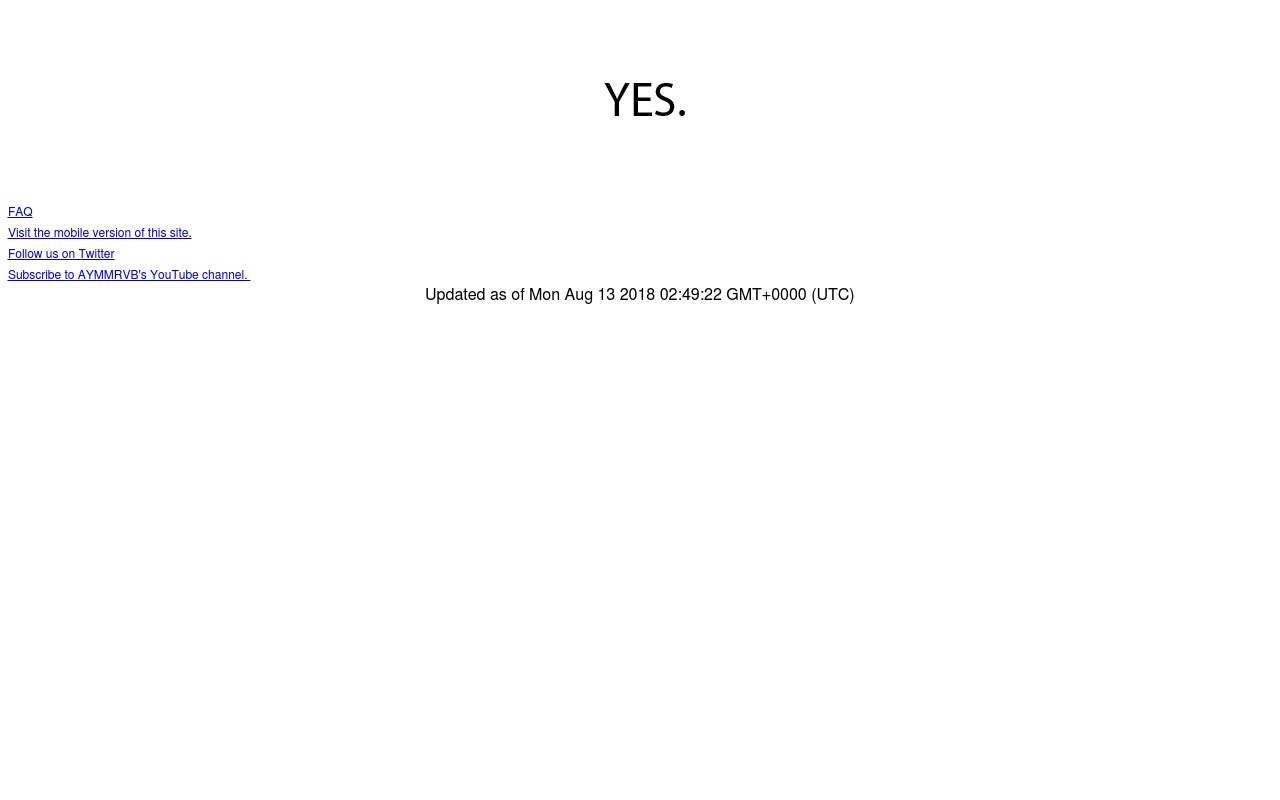 YES.
FAQ
Visit the mobile version of this site.
Follow us on Twitter
Subscribe to AYMMRVB's YouTube channel.
Updated as of Mon Aug 13 2018 02:49:22 GMT+0000 (UTC)